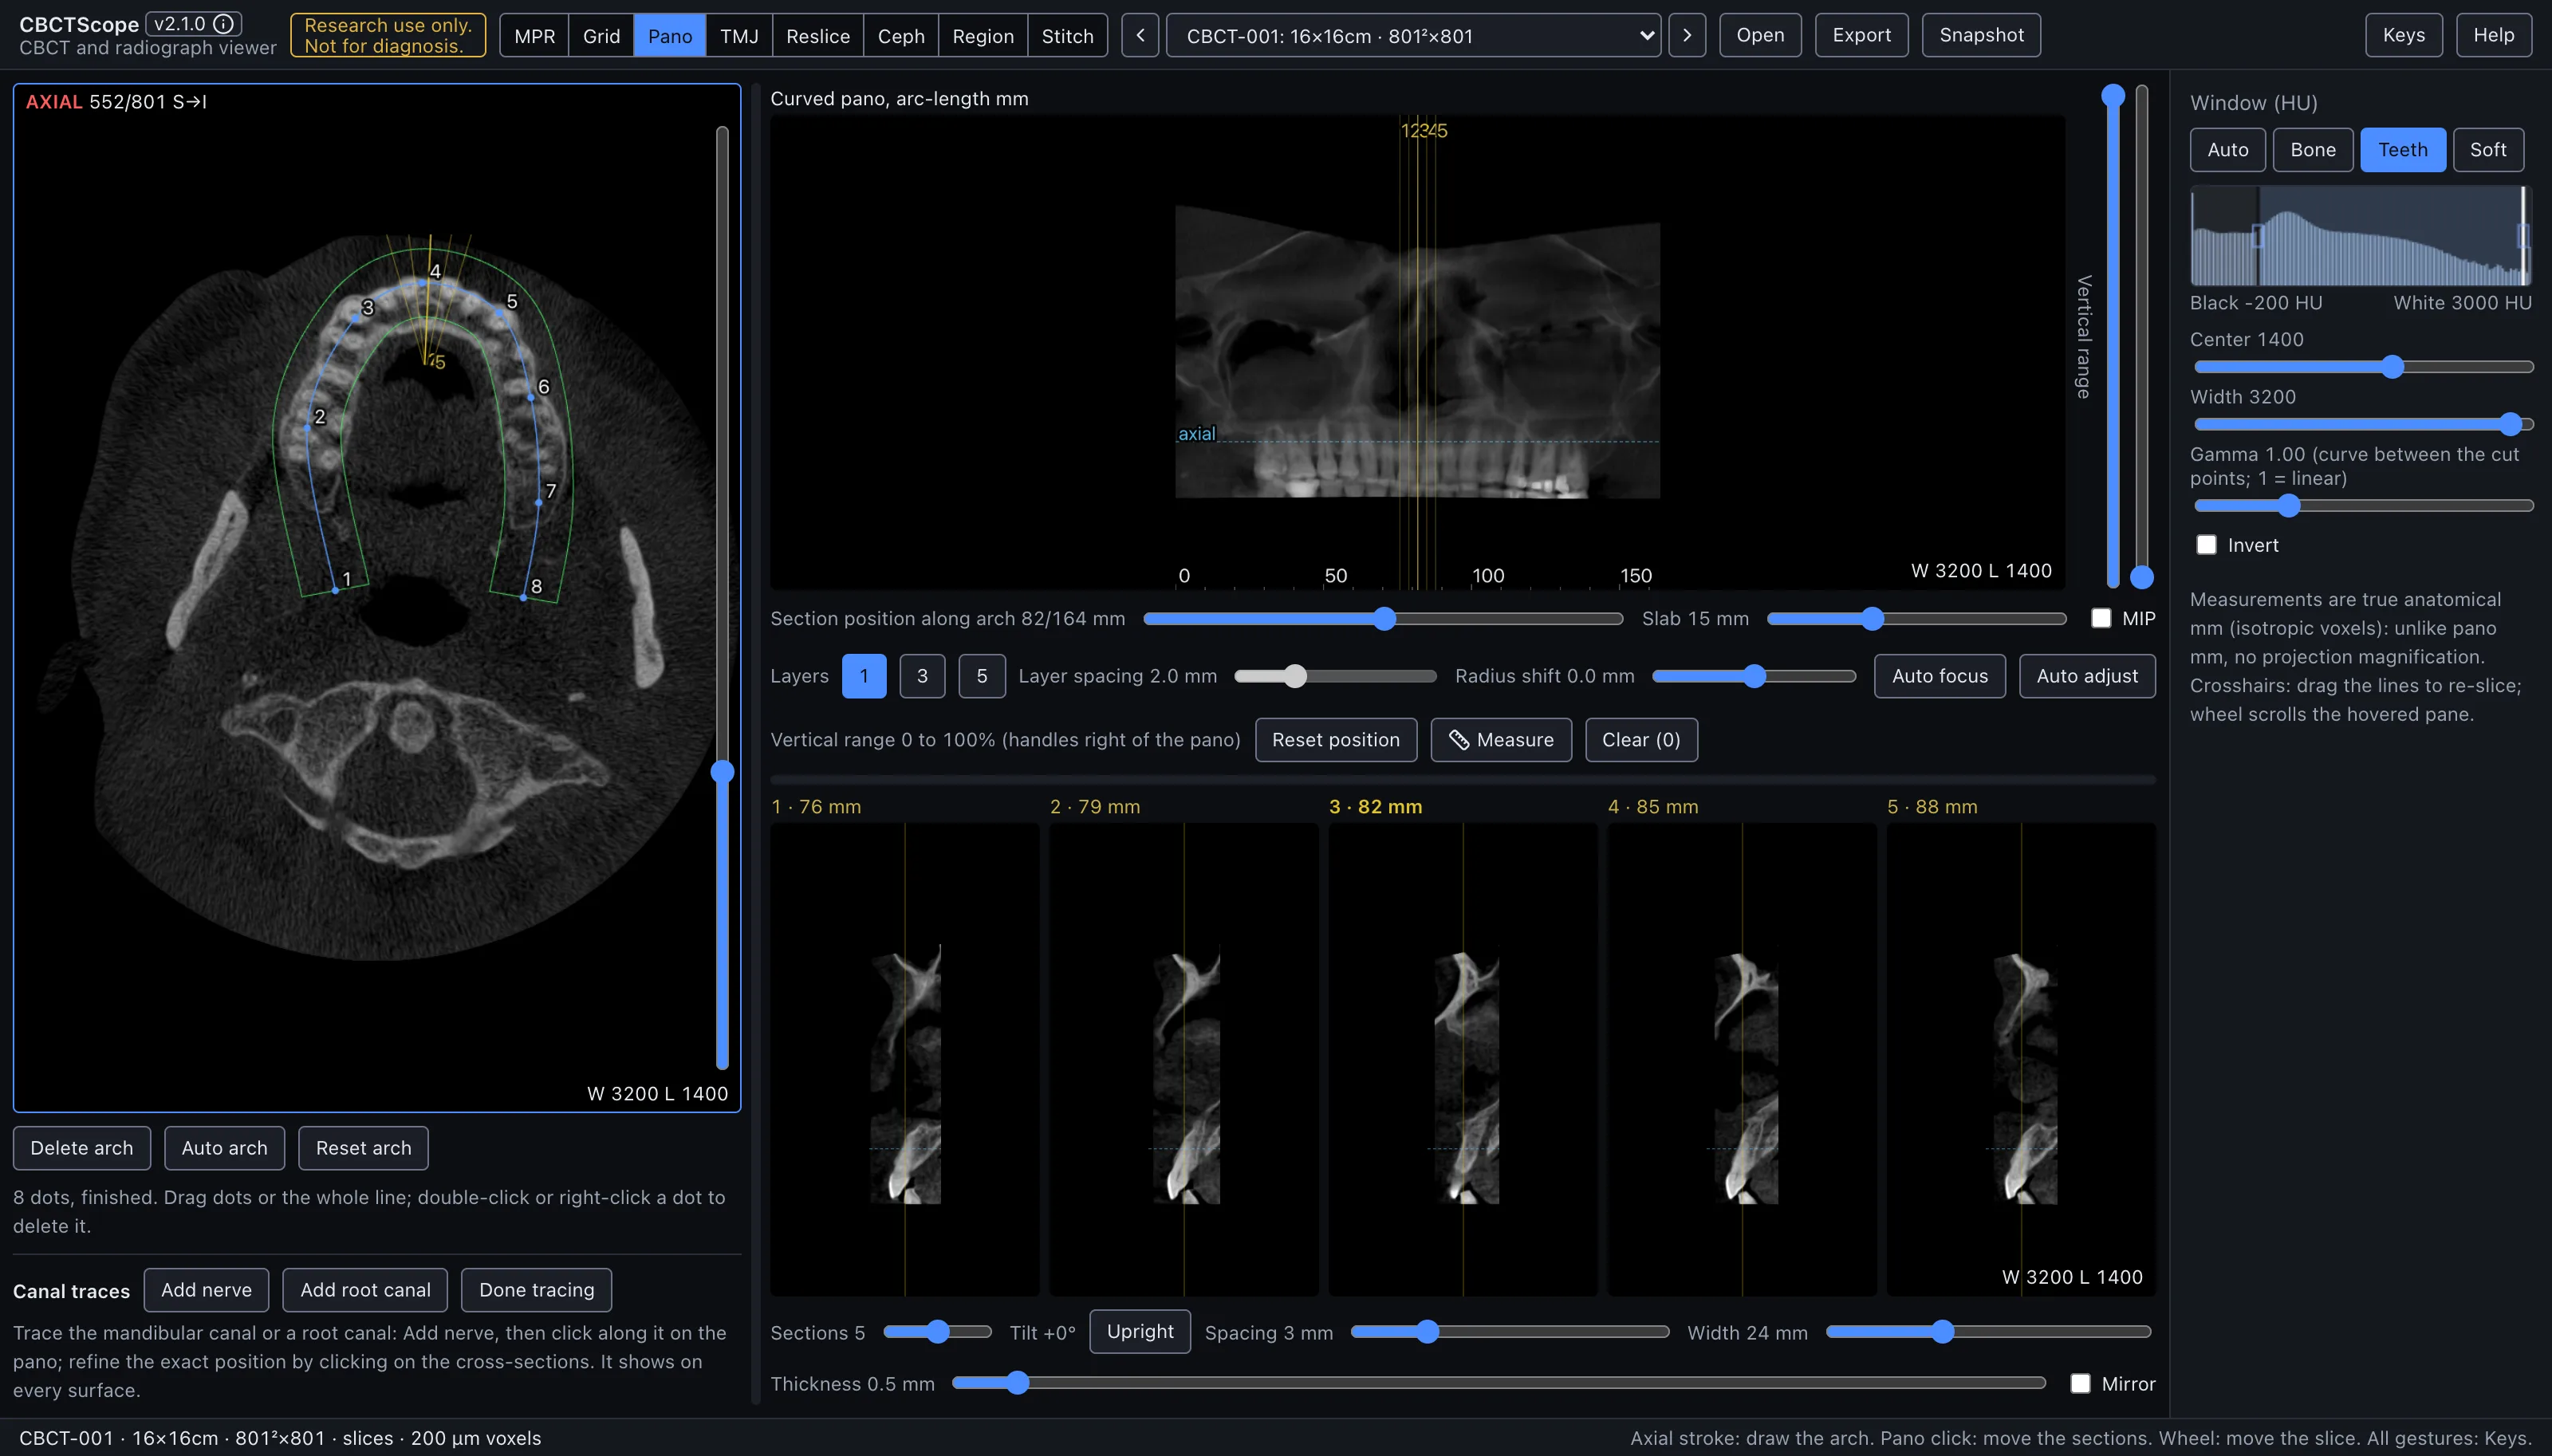 CBCTScope v2.1.0
CBCT and radiograph viewer
Research use only.
Not for diagnosis.
MPR Grid Pano TMJ Reslice Ceph Region Stitch
CBCT-001: 16×16cm · 801²×801
Open Export Snapshot
Keys Help
AXIAL 552/801 S→I
4
3
5
5
6
2
7
1
8
W 3200 L 1400
Delete arch Auto arch Reset arch
8 dots, finished. Drag dots or the whole line; double-click or right-click a dot to
delete it.
Canal traces Add nerve Add root canal Done tracing
Trace the mandibular canal or a root canal: Add nerve, then click along it on the
pano; refine the exact position by clicking on the cross-sections. It shows on
every surface.
Curved pano, arc-length mm
12345
axial
0 50 100 150
W 3200 L 1400
Vertical range
Section position along arch 82/164 mm Slab 15 mm MIP
Layers 1 3 5 Layer spacing 2.0 mm Radius shift 0.0 mm Auto focus Auto adjust
Vertical range 0 to 100% (handles right of the pano) Reset position Measure Clear (0)
1 · 76 mm 2 · 79 mm 3 · 82 mm 4 · 85 mm 5 · 88 mm
W 3200 L 1400
Sections 5 Tilt +0° Upright Spacing 3 mm Width 24 mm
Thickness 0.5 mm Mirror
Window (HU)
Auto Bone Teeth Soft
Black -200 HU White 3000 HU
Center 1400
Width 3200
Gamma 1.00 (curve between the cut
points; 1 = linear)
Invert
Measurements are true anatomical
mm (isotropic voxels): unlike pano
mm, no projection magnification.
Crosshairs: drag the lines to re-slice;
wheel scrolls the hovered pane.
CBCT-001 · 16×16cm · 801²×801 · slices · 200 µm voxels
Axial stroke: draw the arch. Pano click: move the sections. Wheel: move the slice. All gestures: Keys.